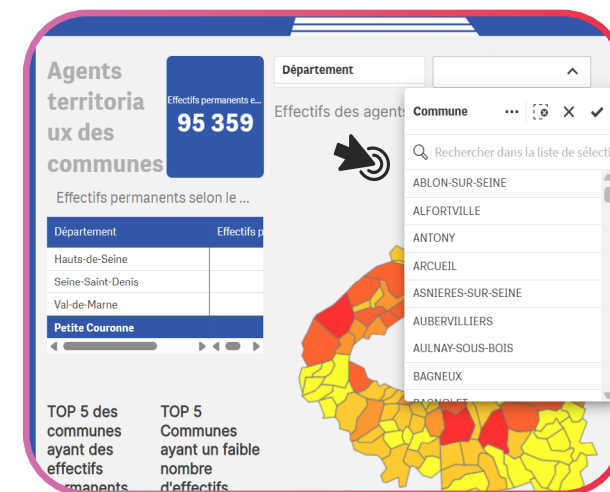 Agents
territoria
ux des
communes
Effectifs permanents e...
95 359
Département
Effectifs des agents
Commune
Rechercher dans la liste de sélecti
ABLON-SUR-SEINE
ALFORTVILLE
ANTONY
ARCUEIL
ASNIERES-SUR-SEINE
AUBERVILLIERS
AULNAY-SOUS-BOIS
BAGNEUX
BAGNOLET
Effectifs permanents selon le ...
Département Effectifs p
Hauts-de-Seine
Seine-Saint-Denis
Val-de-Marne
Petite Couronne
TOP 5 des
communes
ayant des
effectifs
permanents
TOP 5
Communes
ayant un faible
nombre
d'effectifs